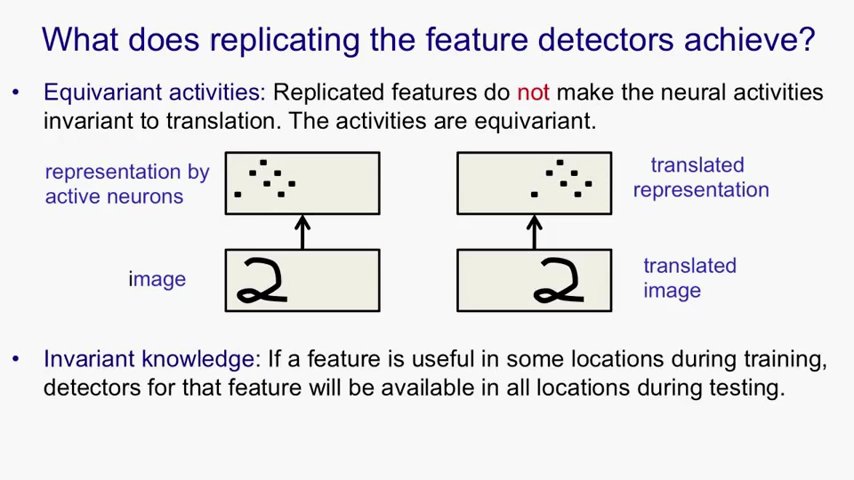 What does replicating the feature detectors achieve?
• Equivariant activities: Replicated features do not make the neural activities
invariant to translation. The activities are equivariant.
representation by
active neurons
translated
representation
image
2
translated
image
2
• Invariant knowledge: If a feature is useful in some locations during training,
detectors for that feature will be available in all locations during testing.